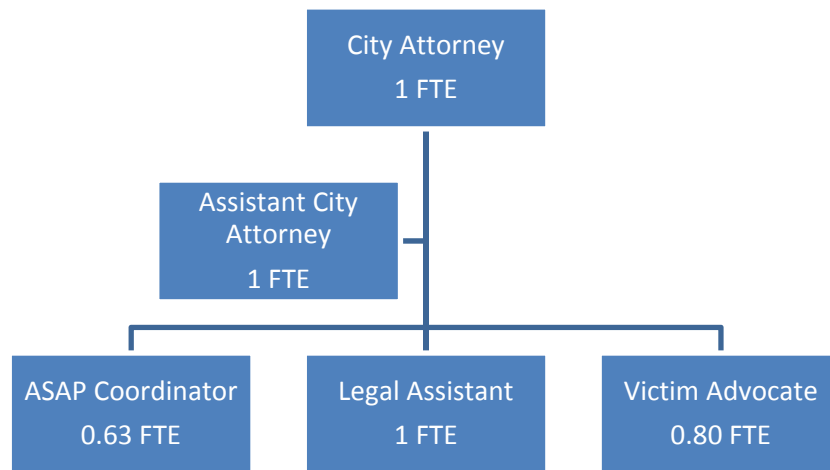 City Attorney
1 FTE
Assistant City
Attorney
1 FTE
ASAP Coordinator
0.63 FTE
Legal Assistant
1 FTE
Victim Advocate
0.80 FTE